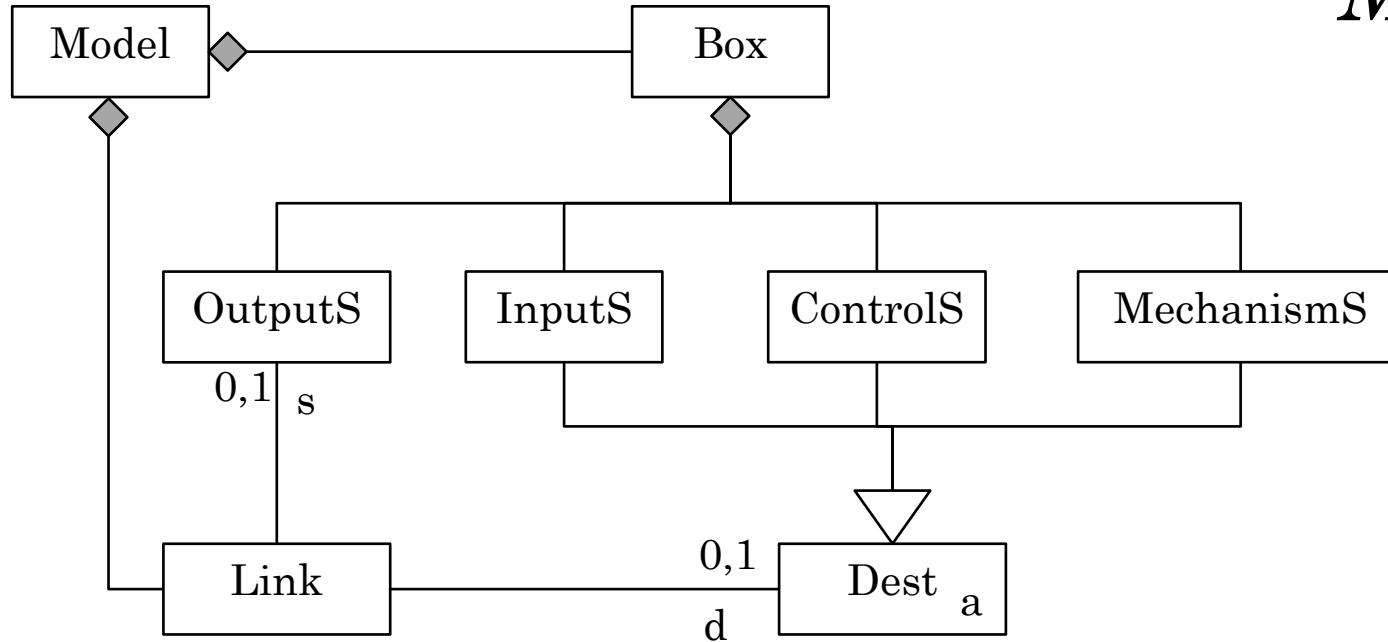 Model
Box
OutputS
InputS
ControlS
MechanismS
0,1
s
0,1
Link
Dest
a
d